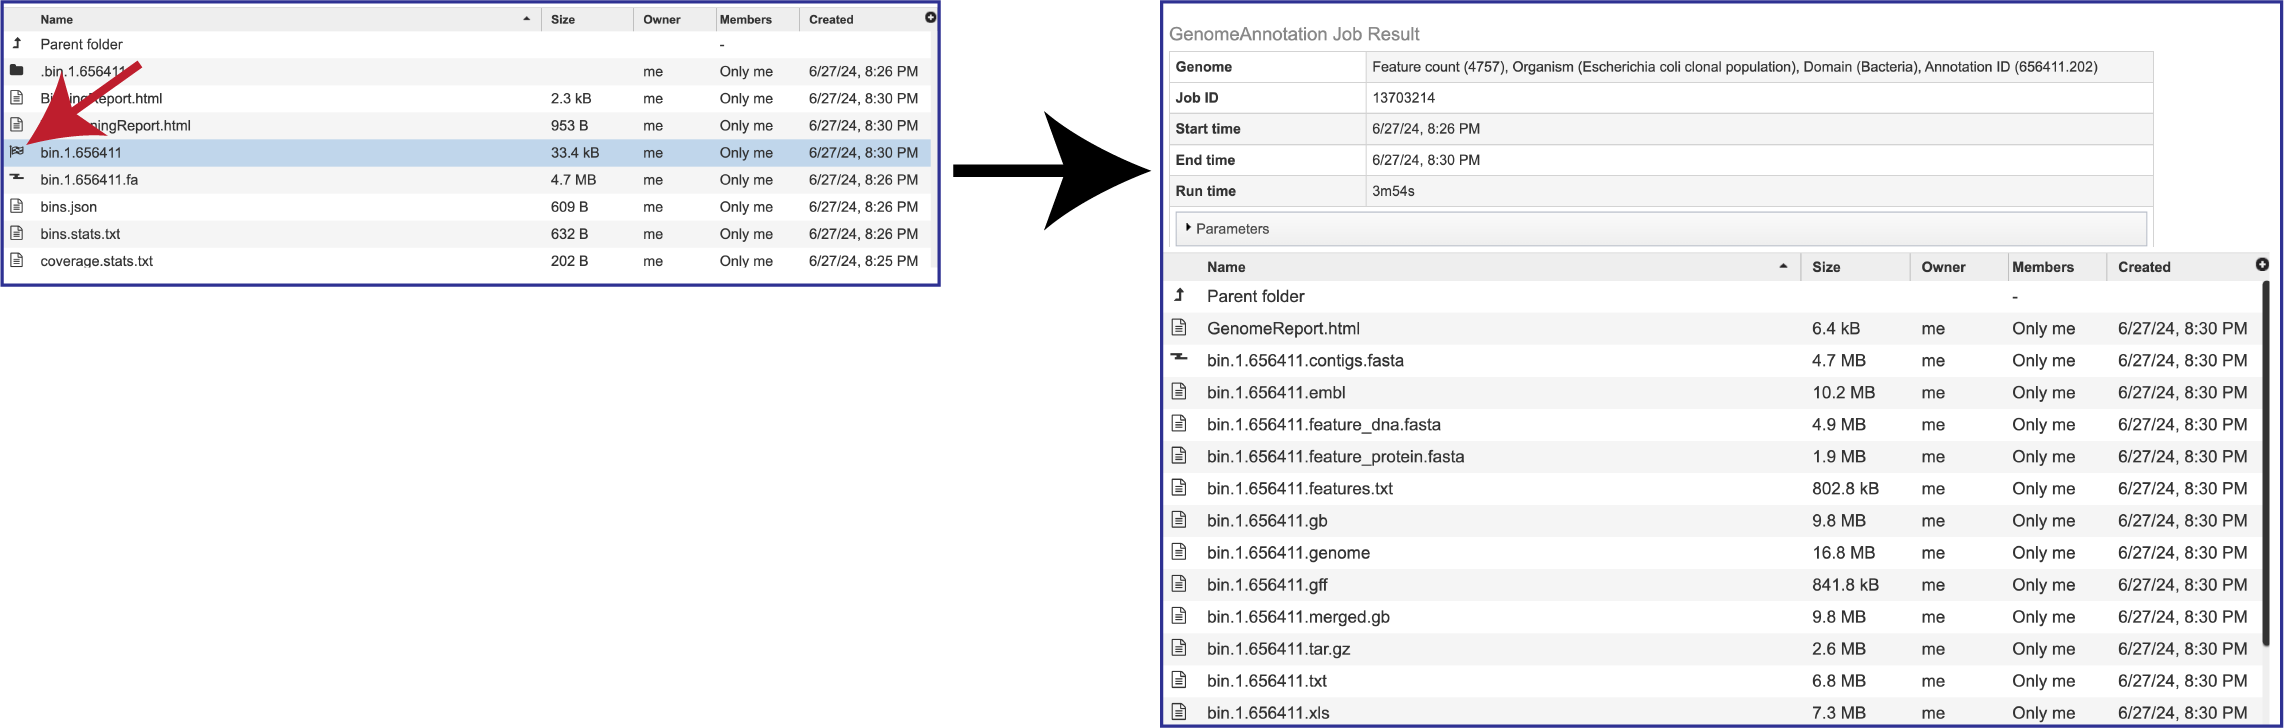 Name Size Owner Members Created
Parent folder -
.bin.1.656411 me Only me 6/27/24, 8:26 PM
2.3 kB me Only me 6/27/24, 8:30 PM
953 B me Only me 6/27/24, 8:30 PM
bin.1.656411 33.4 kB me Only me 6/27/24, 8:30 PM
bin.1.656411.fa 4.7 MB me Only me 6/27/24, 8:26 PM
bins.json 609 B me Only me 6/27/24, 8:26 PM
bins.stats.txt 632 B me Only me 6/27/24, 8:26 PM
coverage.stats.txt 202 B me Only me 6/27/24, 8:25 PM
GenomeAnnotation Job Result
Genome Feature count (4757), Organism (Escherichia coli clonal population), Domain (Bacteria), Annotation ID (656411.202)
Job ID 13703214
Start time 6/27/24, 8:26 PM
End time 6/27/24, 8:30 PM
Run time 3m54s
Parameters
Name Size Owner Members Created
Parent folder -
GenomeReport.html 6.4 kB me Only me 6/27/24, 8:30 PM
bin.1.656411.contigs.fasta 4.7 MB me Only me 6/27/24, 8:30 PM
bin.1.656411.embl 10.2 MB me Only me 6/27/24, 8:30 PM
bin.1.656411.feature_dna.fasta 4.9 MB me Only me 6/27/24, 8:30 PM
bin.1.656411.feature_protein.fasta 1.9 MB me Only me 6/27/24, 8:30 PM
bin.1.656411.features.txt 802.8 kB me Only me 6/27/24, 8:30 PM
bin.1.656411.gb 9.8 MB me Only me 6/27/24, 8:30 PM
bin.1.656411.genome 16.8 MB me Only me 6/27/24, 8:30 PM
bin.1.656411.gff 841.8 kB me Only me 6/27/24, 8:30 PM
bin.1.656411.merged.gb 9.8 MB me Only me 6/27/24, 8:30 PM
bin.1.656411.tar.gz 2.6 MB me Only me 6/27/24, 8:30 PM
bin.1.656411.txt 6.8 MB me Only me 6/27/24, 8:30 PM
bin.1.656411.xls 7.3 MB me Only me 6/27/24, 8:30 PM